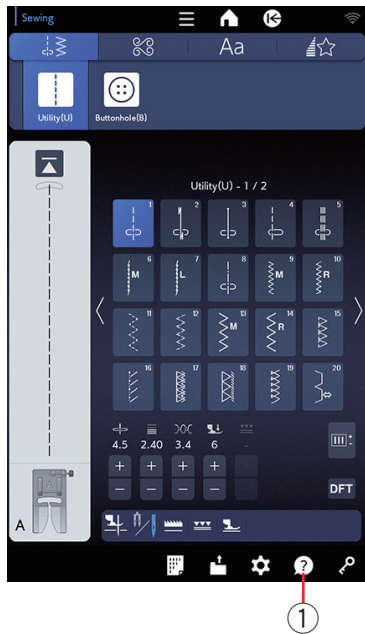 Sewing
Aa
Utility(U) Buttonhole(B)
Utility(U) - 1 / 2
1 2 3 4 5
6 M 7 L 8 9 M 10 R
11 12 13 M 14 R 15
16 17 18 19 20
4.5 2.40 3.4 6 -
+ + + +
- - - -
DFT
A
?
1